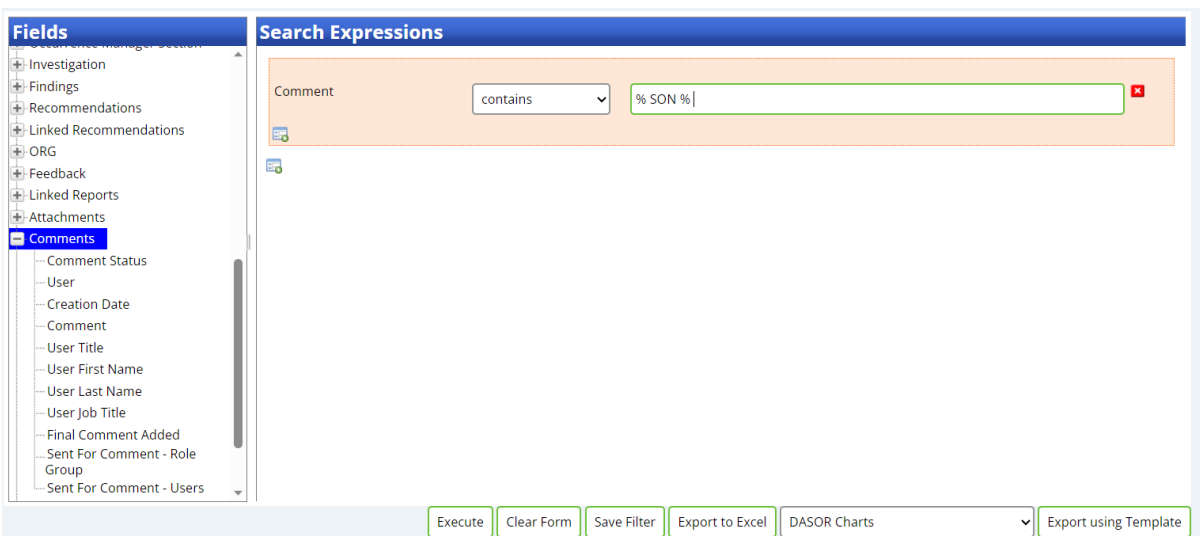 Fields
Search Expressions
Occurrence Manager Section
Investigation
Findings
Recommendations
Linked Recommendations
ORG
Feedback
Linked Reports
Attachments
Comments
Comment Status
User
Creation Date
Comment
User Title
User First Name
User Last Name
User Job Title
Final Comment Added
Sent For Comment - Role
Group
Sent For Comment - Users
Comment
contains
% SON %
Execute
Clear Form
Save Filter
Export to Excel
DASOR Charts
Export using Template